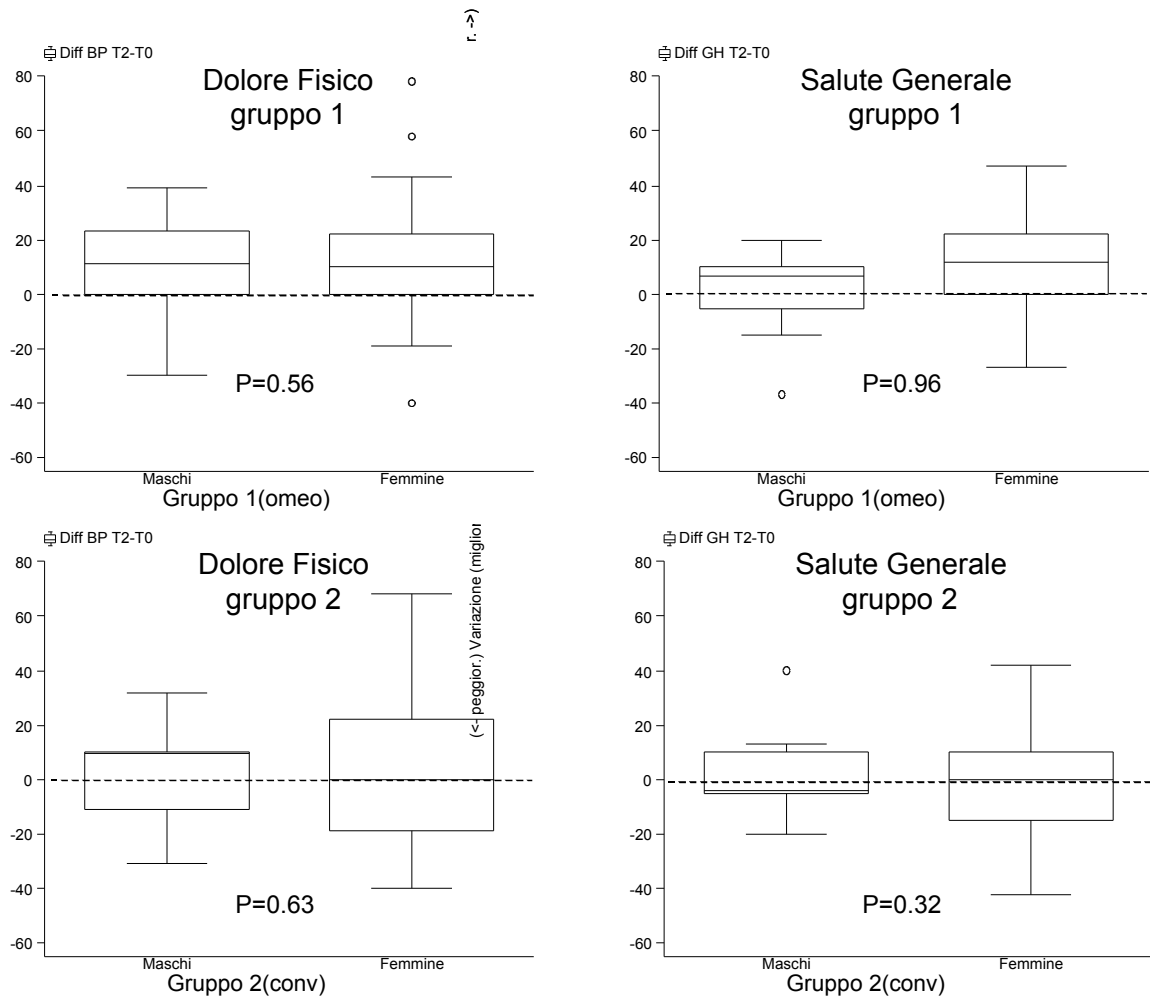 r. ->)
Diff BP T2-T0
Dolore Fisico
gruppo 1
80
60
40
20
0
-20
-40
-60
P=0.56
Maschi Femmine
Gruppo 1(omeo)
Diff GH T2-T0
Salute Generale
gruppo 1
80
60
40
20
0
-20
-40
-60
P=0.96
Maschi Femmine
Gruppo 1(omeo)
Diff BP T2-T0
Dolore Fisico
gruppo 2
80
60
40
20
0
-20
-40
-60
(<- peggior.) Variazione (miglior
P=0.63
Maschi Femmine
Gruppo 2(conv)
Diff GH T2-T0
Salute Generale
gruppo 2
80
60
40
20
0
-20
-40
-60
P=0.32
Maschi Femmine
Gruppo 2(conv)